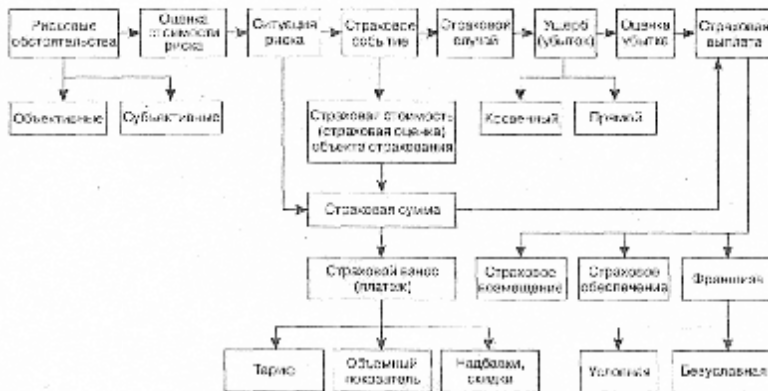 Рисковые
обстоятельства
Оценка
стоимости
риска
Ситуация
риска
Страховое
событие
Страховой
случай
Ущерб
(убыток)
Оценка
убытка
Страховая
выплата
Объективные
Субъективные
Страховая стоимость
(страховая оценка)
объекта страхования
Косвенный
Прямой
Страховая сумма
Страховой взнос
(платеж)
Страховое
возмещение
Страховое
обеспечение
Франшиза
Тариф
Объемный
показатель
Надбавки,
скидки
Условная
Безусловная